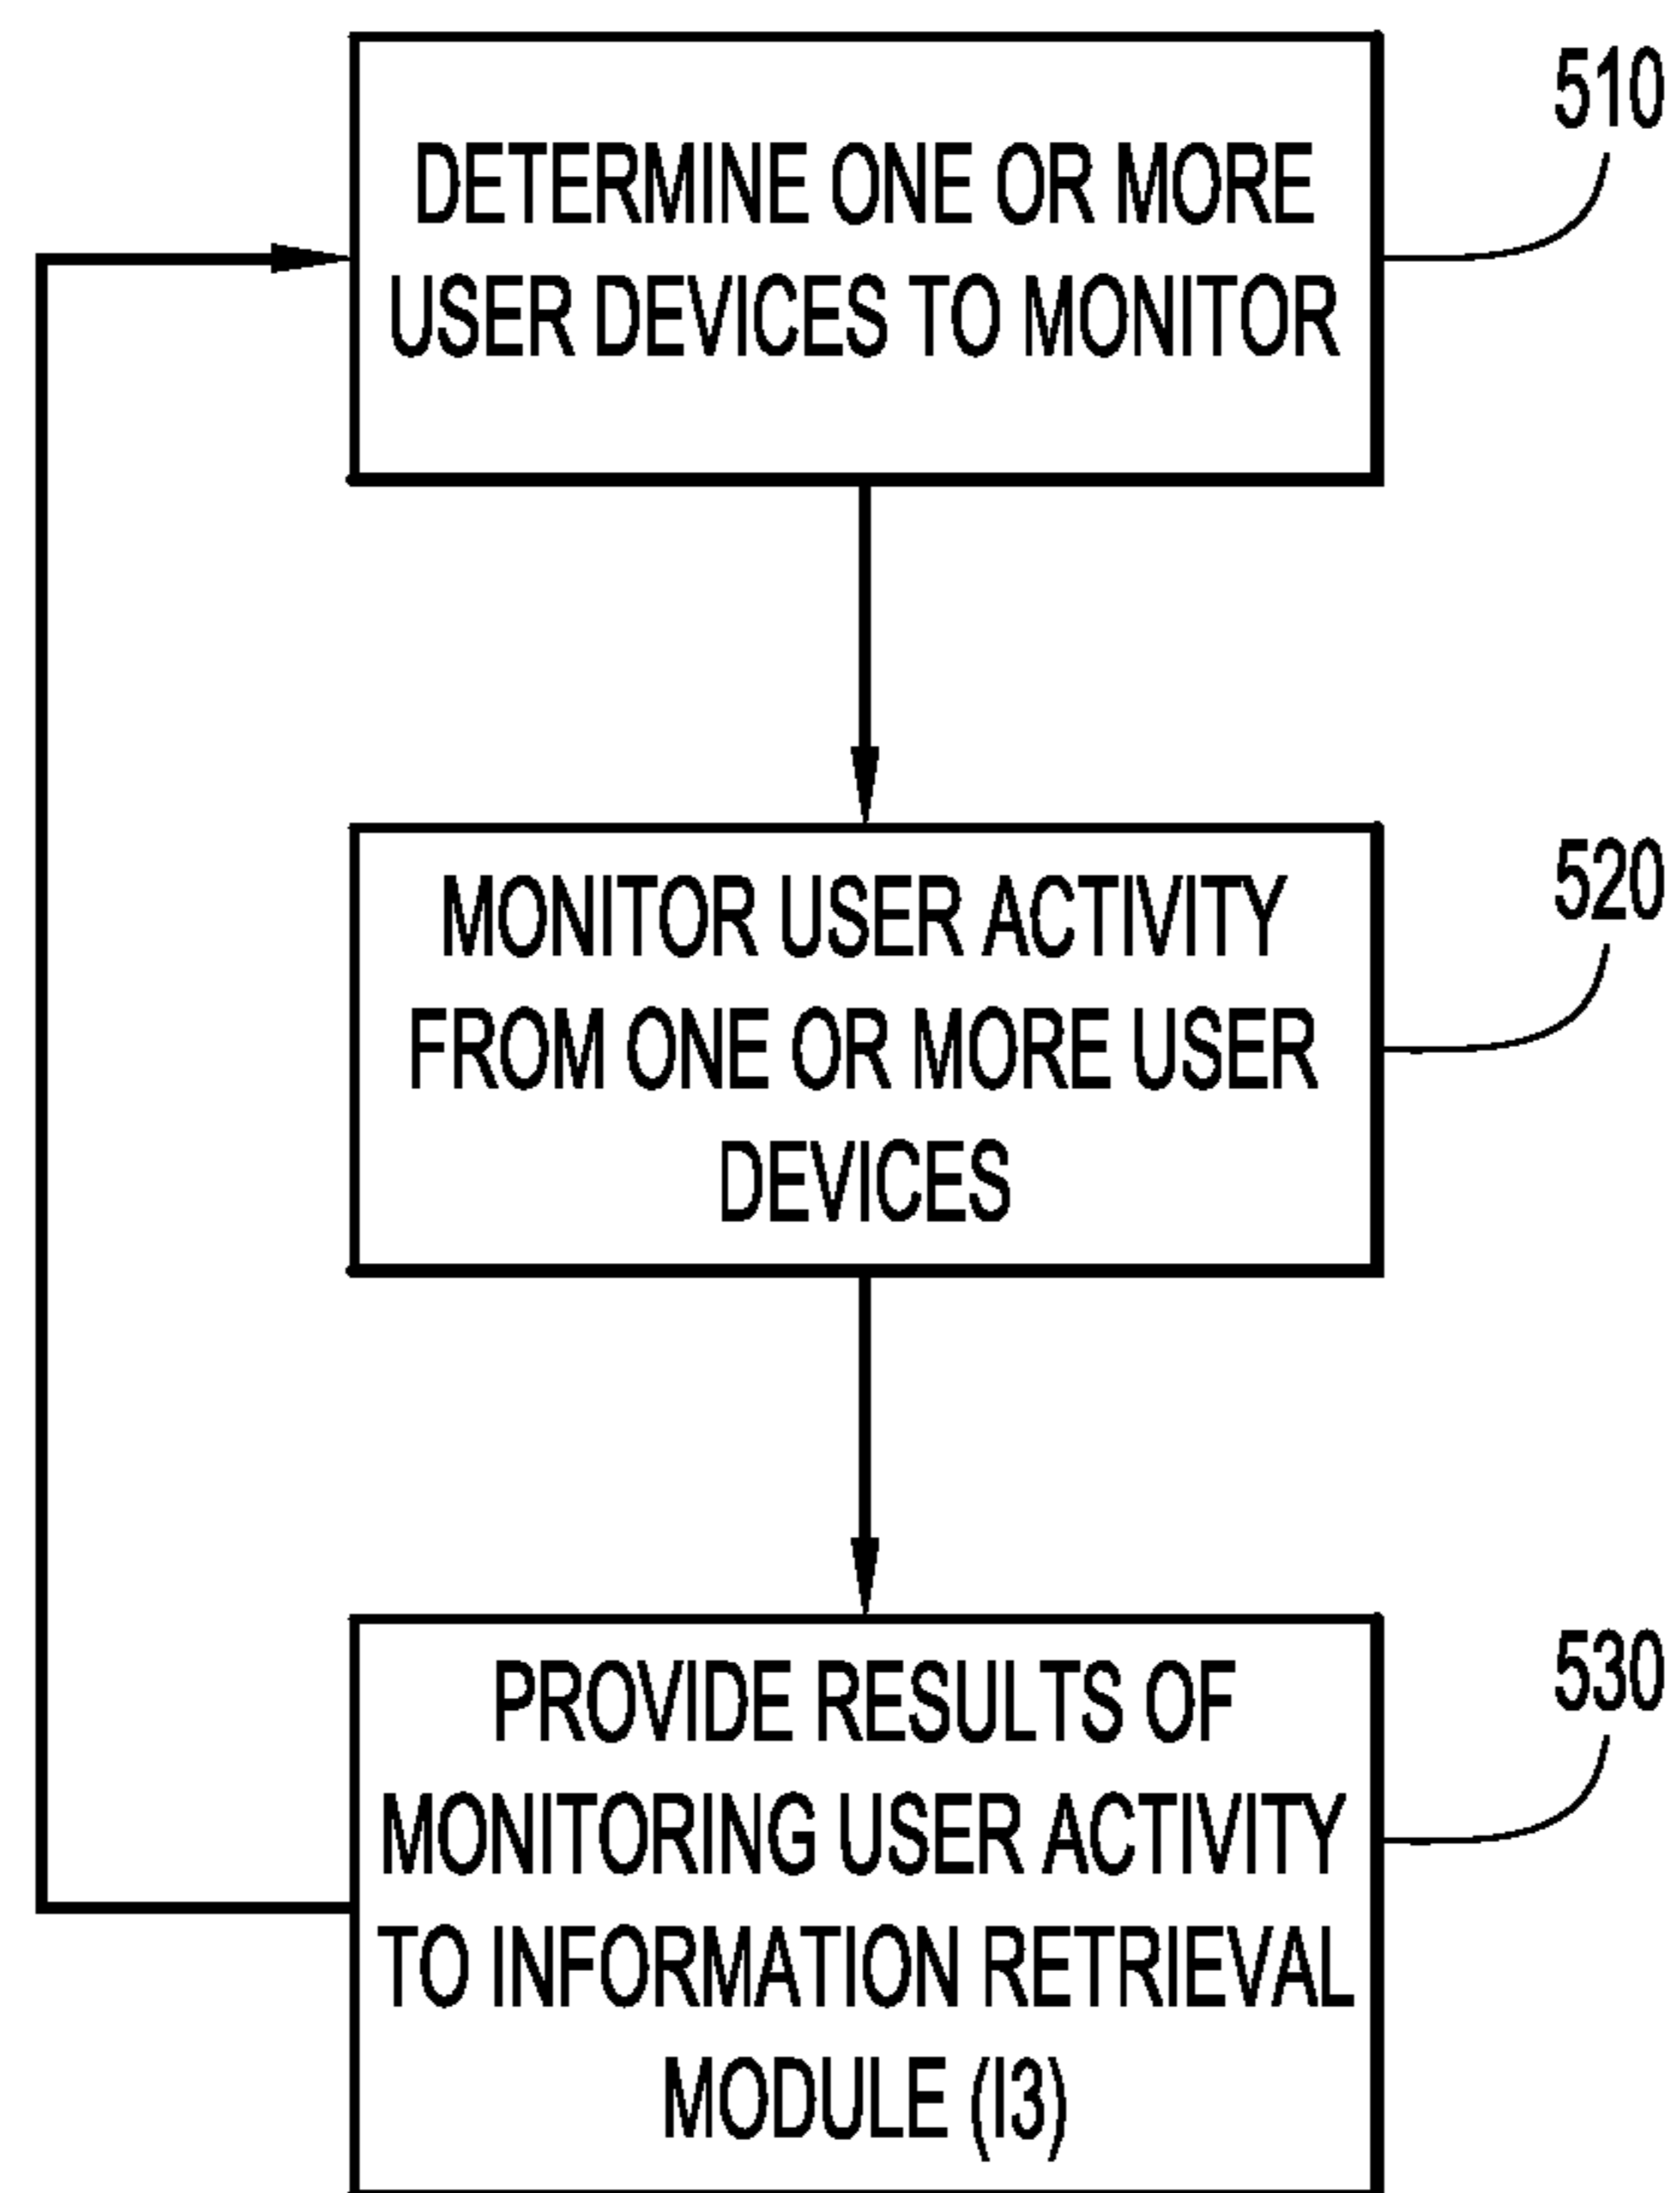 DETERMINE ONE OR MORE
USER DEVICES TO MONITOR
510
MONITOR USER ACTIVITY
FROM ONE OR MORE USER
DEVICES
520
PROVIDE RESULTS OF
MONITORING USER ACTIVITY
TO INFORMATION RETRIEVAL
MODULE (I3)
530